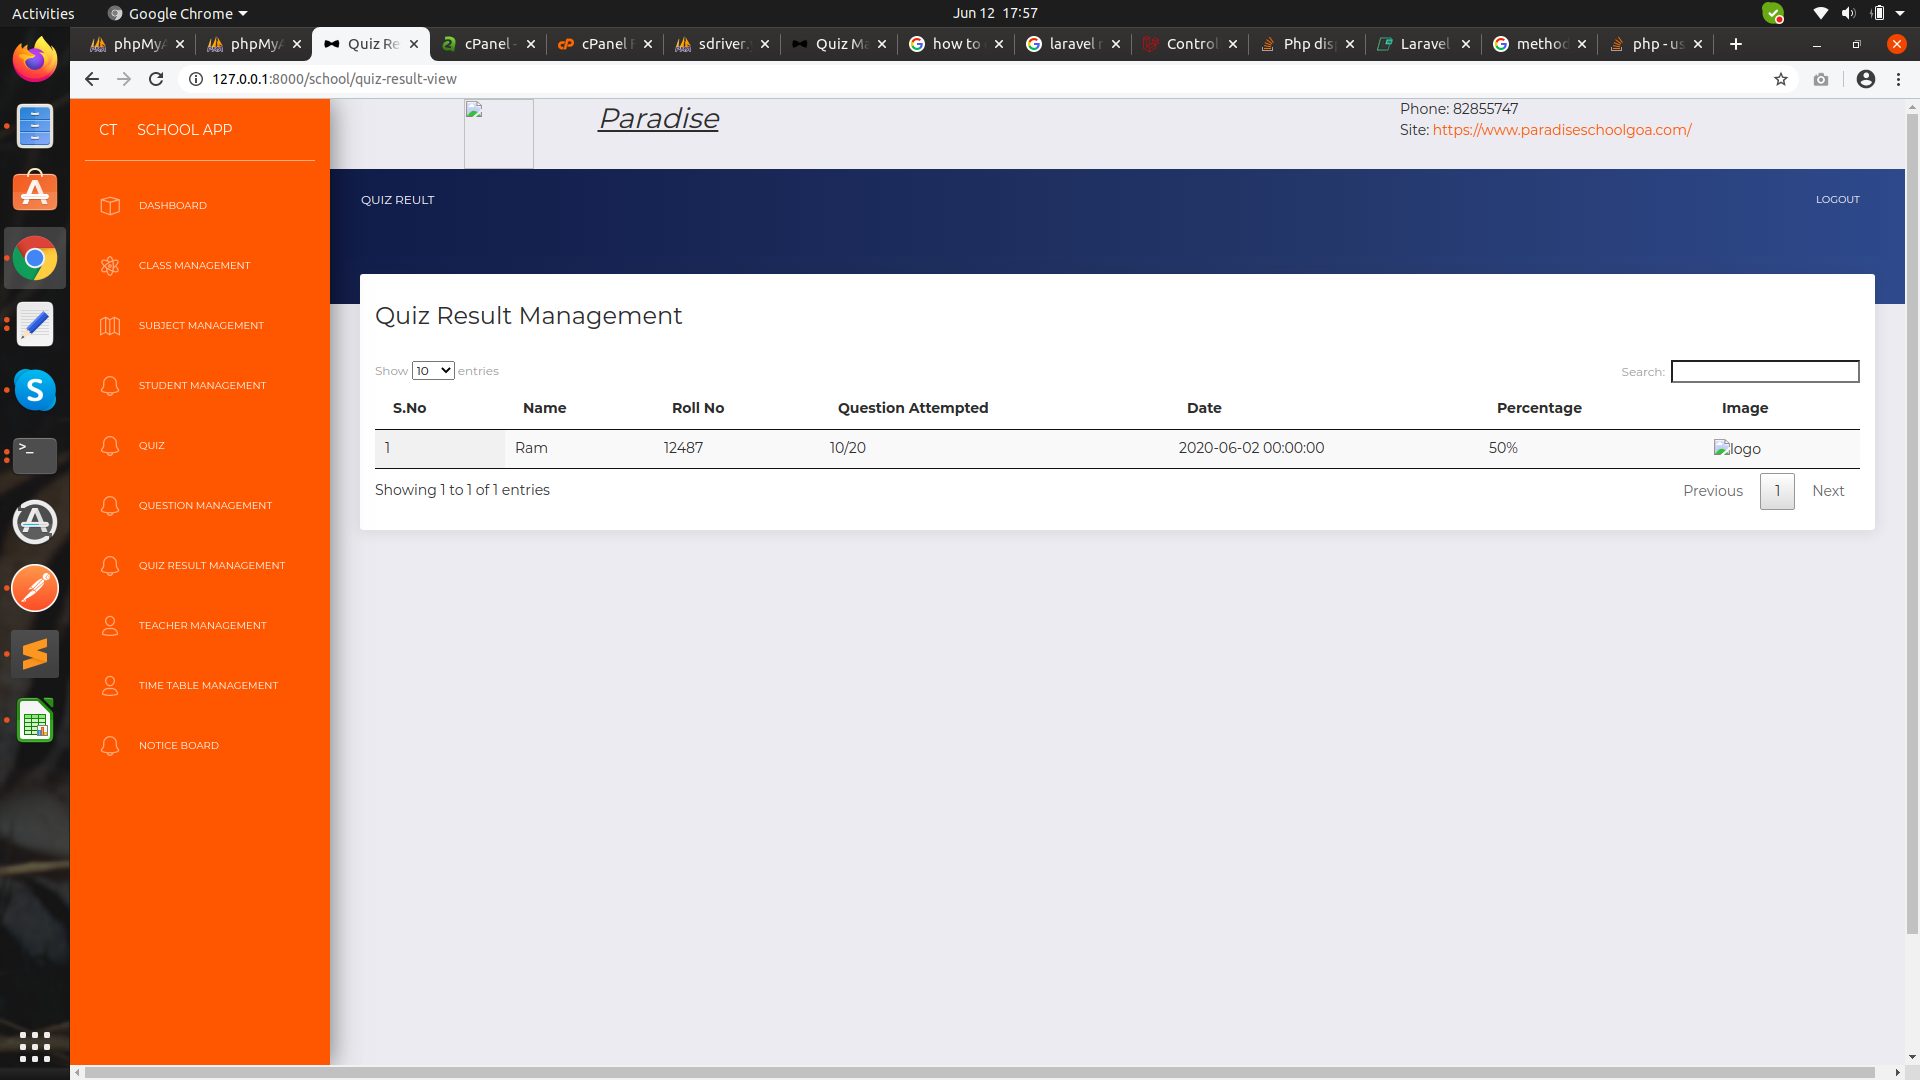 Activities
Google Chrome
Jun 12 17:57
phpMyA
phpMyA
Quiz Re
cPanel -
cPanel F
sdriver.
Quiz Ma
how to
laravel r
Control
Php dis
Laravel
method
php - us
127.0.0.1:8000/school/quiz-result-view
CT SCHOOL APP
DASHBOARD
CLASS MANAGEMENT
SUBJECT MANAGEMENT
STUDENT MANAGEMENT
QUIZ
QUESTION MANAGEMENT
QUIZ RESULT MANAGEMENT
TEACHER MANAGEMENT
TIME TABLE MANAGEMENT
NOTICE BOARD
Paradise
Phone: 82855747
Site: https://www.paradiseschoolgoa.com/
QUIZ REULT
LOGOUT
Quiz Result Management
Show 10 entries
Search:
S.No Name Roll No Question Attempted Date Percentage Image
1 Ram 12487 10/20 2020-06-02 00:00:00 50% logo
Showing 1 to 1 of 1 entries
Previous 1 Next